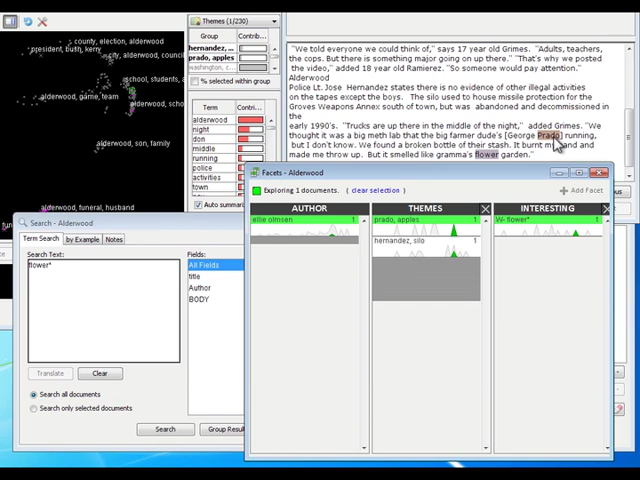 county, election, alderwood
president, bush, kerry
city, alderwood, council
school, students, s
alderwood, game, team
alderwood, scho
alderwood, son, family
alderwood, funeral, husband
Themes (1/230)
Group
Contri...
hernandez, ...
prado, apples
washington, c...
% selected within group
Term
Contri...
alderwood
night
don
middle
running
police
activities
town
Auto summari
"We told everyone we could think of," says 17 year old Grimes. "Adults, teachers,
the cops. But there is something major going on up there." "That's why we posted
the video," added 18 year old Ramierez. "So someone would pay attention."
Alderwood
Police Lt. Jose Hernandez states there is no evidence of other illegal activities
on the tapes except the boys. The silo used to house missile protection for the
Groves Weapons Annex south of town, but it was abandoned and decommissioned in
the
early 1990's. "Trucks are up there in the middle of the night," added Grimes. "We
thought it was a big meth lab that the big farmer dude's [George Prado] running,
but I don't know. We found a broken bottle of their stash. It burnt my hand and
made me throw up. But it smelled like gramma's flower garden."
Search - Alderwood
Term Search
by Example
Notes
Search Text:
flower*
Translate
Clear
Search all documents
Search only selected documents
Search
Group Resul
Fields:
All Fields
title
Author
BODY
Facets - Alderwood
Exploring 1 documents. ( clear selection )
Add Facet
AUTHOR
THEMES
INTERESTING
ellie olmsen 1
prado, apples 1
W- flower* 1
hernandez, silo 1